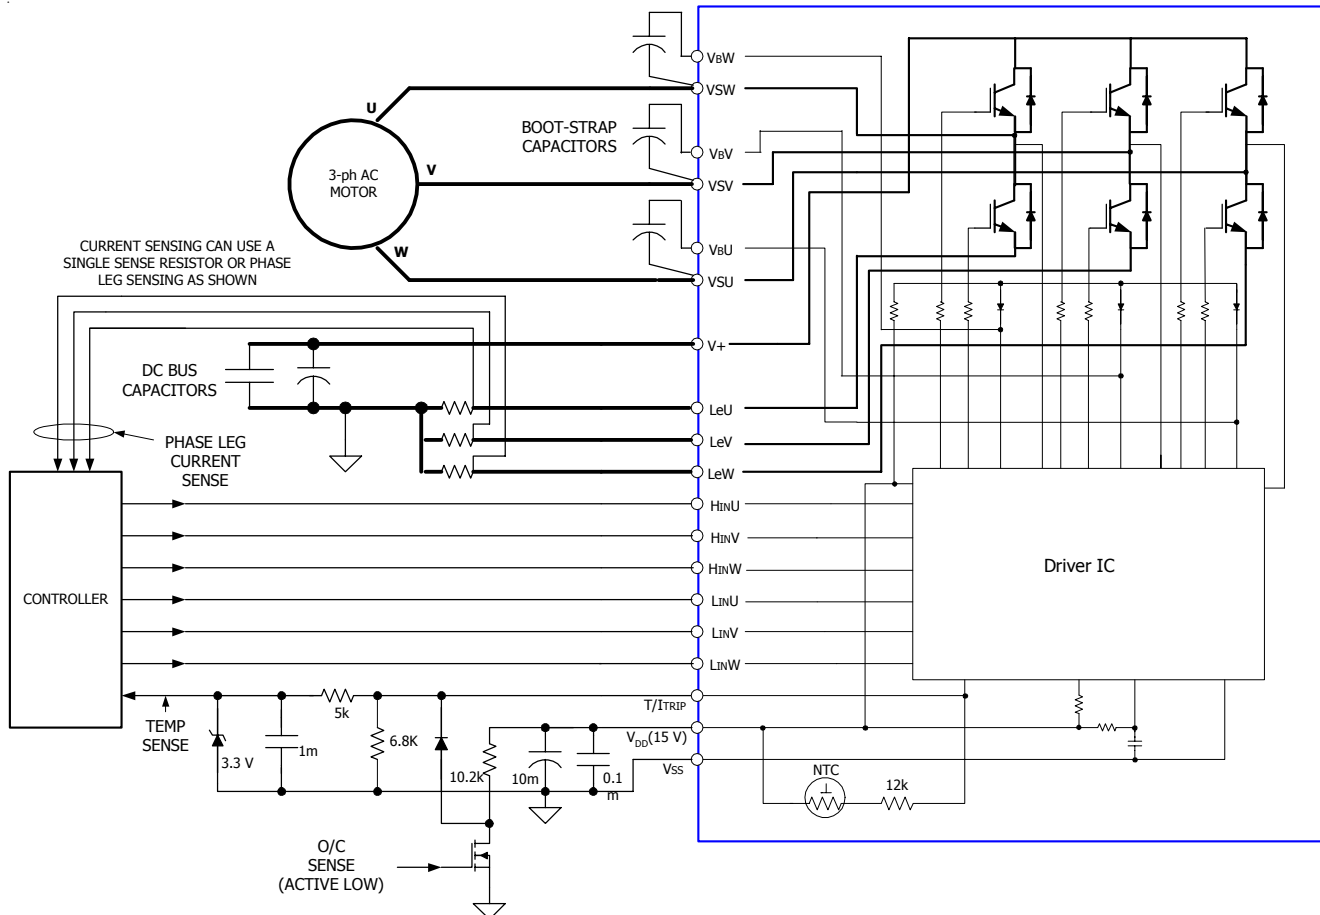 VBW
VSW
U
BOOT-STRAP
CAPACITORS
VBV
3-ph AC
MOTOR
V
VSV
W
VBU
CURRENT SENSING CAN USE A
SINGLE SENSE RESISTOR OR PHASE
LEG SENSING AS SHOWN
VSU
V+
DC BUS
CAPACITORS
LeU
LeV
PHASE LEG
CURRENT
SENSE
LeW
HINU
HINV
HINW
Driver IC
CONTROLLER
LINU
LINV
LINW
T/ITRIP
5k
TEMP
SENSE
6.8K
VDD(15 V)
1m
3.3 V
VSS
10.2k
10m
0.1
m
NTC
12k
O/C
SENSE
(ACTIVE LOW)